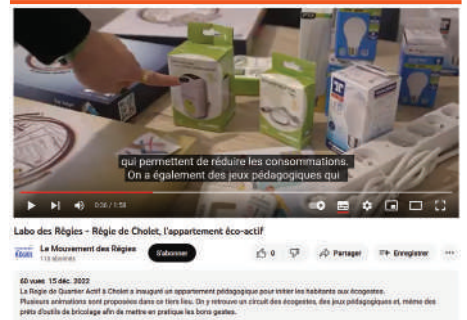 qui permettent de réduire les consommations.
On a également des jeux pédagogiques qui
0:36 / 1:58
Labo des Régies - Régie de Cholet, l'appartement éco-actif
Le Mouvement des Régies
S'abonner
0
Partager
Enregistrer
113 abonnés
60 vues 15 déc. 2022
La Régie de Quartier Actif à Cholet a inauguré un appartement pédagogique pour initier les habitants aux écogestes.
Plusieurs animations sont proposées dans ce tiers lieu. On y retrouve un circuit des écogestes, des jeux pédagogiques et, même des
prêts d'outils de bricolage afin de mettre en pratique les bons gestes.